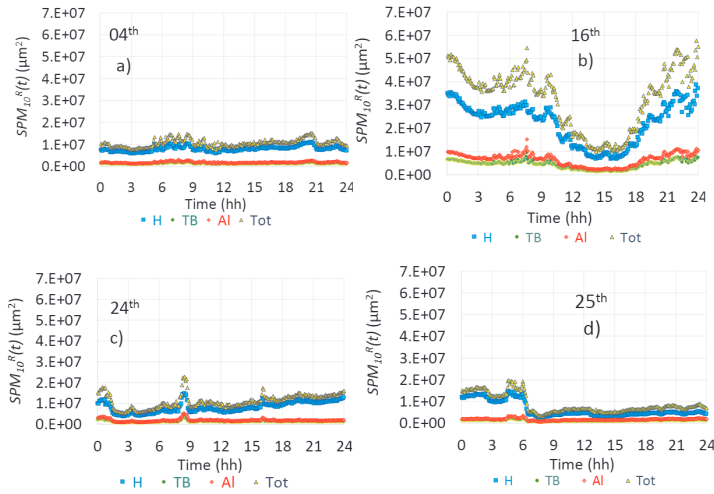 7.E+07
6.E+07
5.E+07
4.E+07
3.E+07
2.E+07
1.E+07
0.E+00
SPM₁₀ᴿ(t) (µm²)
04ᵗʰ
a)
0 3 6 9 12 15 18 21 24
Time (hh)
H TB Al Tot
7.E+07
6.E+07
5.E+07
4.E+07
3.E+07
2.E+07
1.E+07
0.E+00
SPM₁₀ᴿ(t) (µm²)
16ᵗʰ
b)
0 3 6 9 12 15 18 21 24
Time (hh)
H TB Al Tot
7.E+07
6.E+07
5.E+07
4.E+07
3.E+07
2.E+07
1.E+07
0.E+00
SPM₁₀ᴿ(t) (µm²)
24ᵗʰ
c)
0 3 6 9 12 15 18 21 24
Time (hh)
H TB Al Tot
7.E+07
6.E+07
5.E+07
4.E+07
3.E+07
2.E+07
1.E+07
0.E+00
SPM₁₀ᴿ(t) (µm²)
25ᵗʰ
d)
0 3 6 9 12 15 18 21 24
Time (hh)
H TB Al Tot